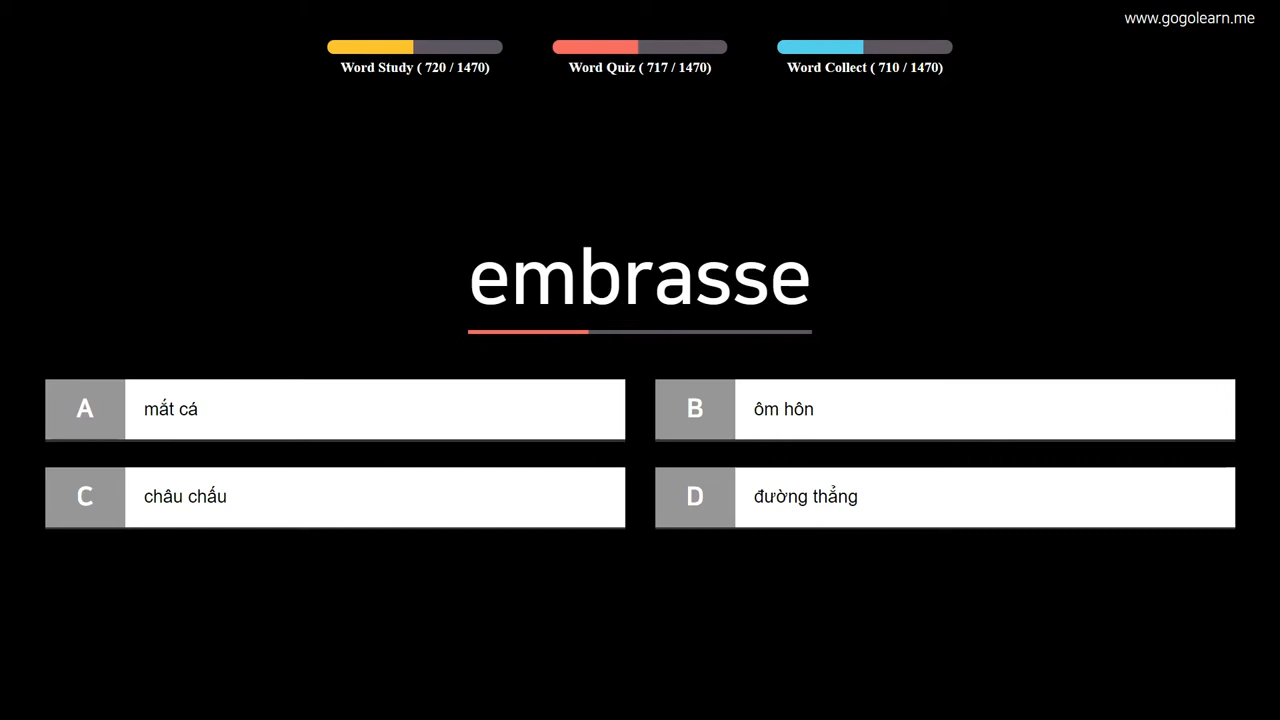 www.gogolearn.me
Word Study ( 720 / 1470)
Word Quiz ( 717 / 1470)
Word Collect ( 710 / 1470)
embrasse
A mắt cá
B ôm hôn
C châu chấu
D đường thẳng